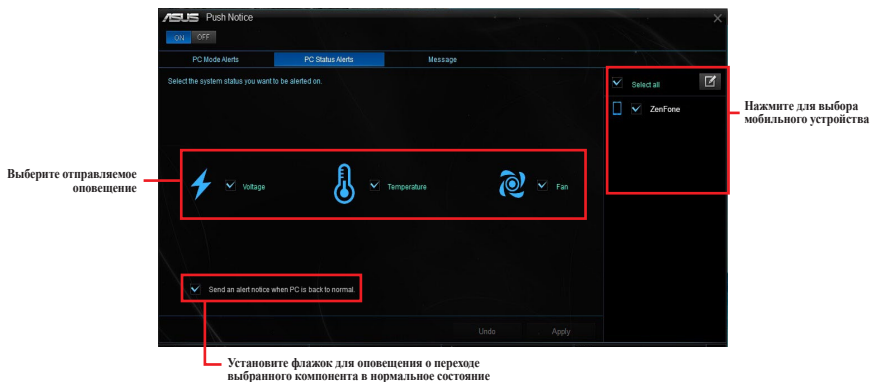 ASUS Push Notice
ON OFF
PC Mode Alerts PC Status Alerts Message
Select the system status you want to be alerted on.
Select all
ZenFone
Нажмите для выбора
мобильного устройства
Выберите отправляемое
оповещение
Voltage Temperature Fan
Send an alert notice when PC is back to normal.
Undo Apply
Установите флажок для оповещения о переходе
выбранного компонента в нормальное состояние